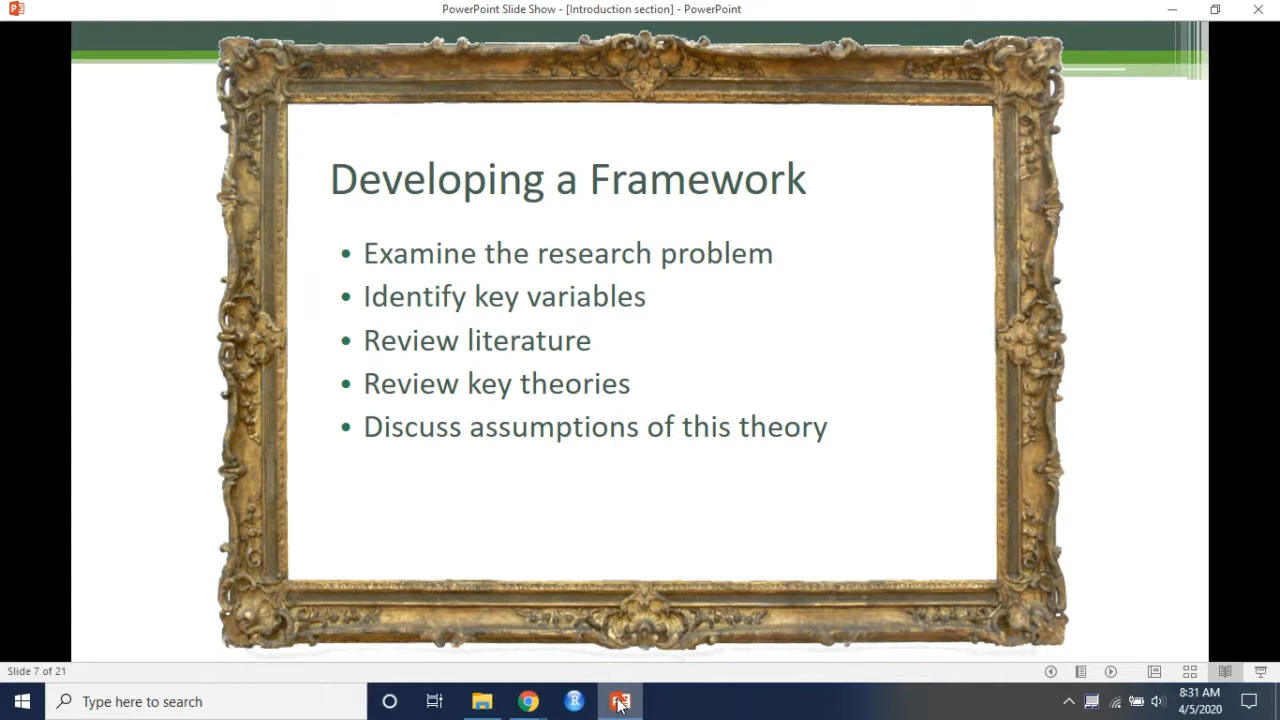 PowerPoint Slide Show - [Introduction section] - PowerPoint
Developing a Framework
• Examine the research problem
• Identify key variables
• Review literature
• Review key theories
• Discuss assumptions of this theory
Slide 7 of 21
Type here to search
8:31 AM
4/5/2020